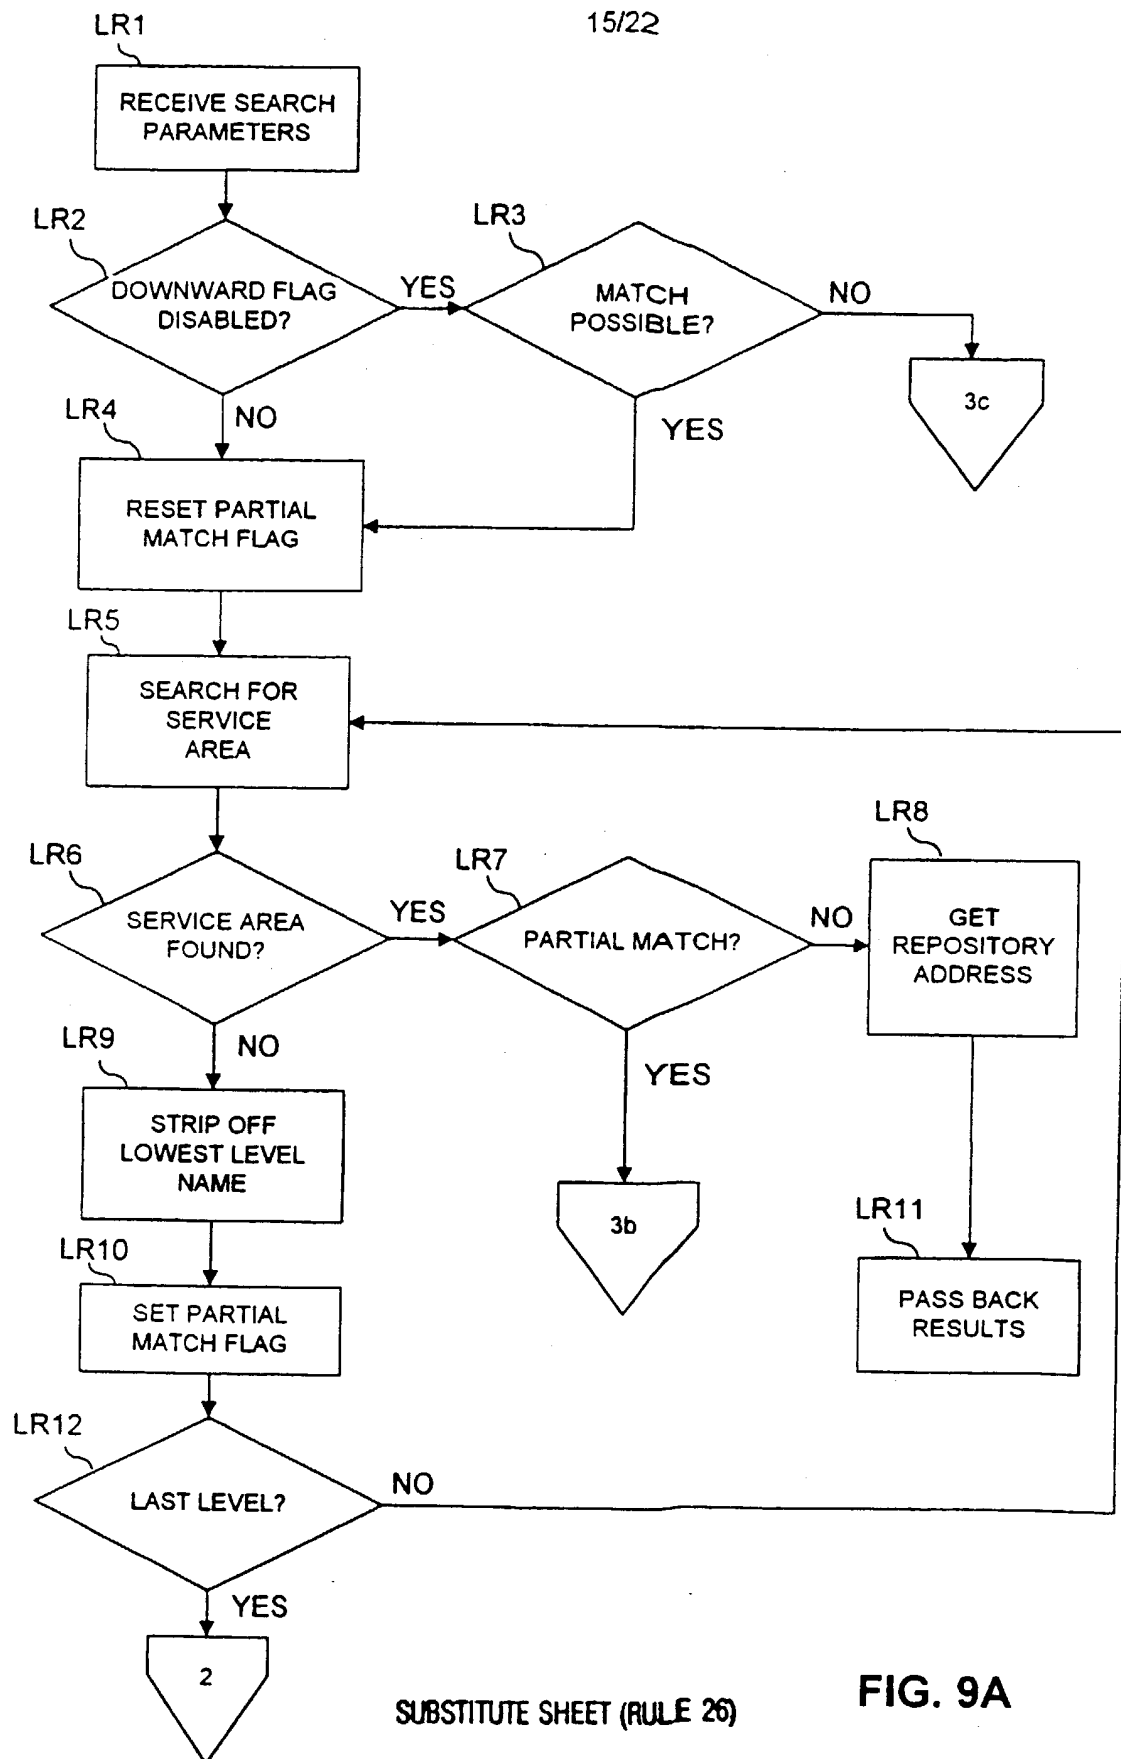 15/22
LR1
RECEIVE SEARCH
PARAMETERS
LR2
DOWNWARD FLAG
DISABLED?
YES
LR3
MATCH
POSSIBLE?
NO
3c
YES
NO
LR4
RESET PARTIAL
MATCH FLAG
LR5
SEARCH FOR
SERVICE
AREA
LR6
SERVICE AREA
FOUND?
YES
LR7
PARTIAL MATCH?
NO
LR8
GET
REPOSITORY
ADDRESS
YES
3b
LR11
PASS BACK
RESULTS
NO
LR9
STRIP OFF
LOWEST LEVEL
NAME
LR10
SET PARTIAL
MATCH FLAG
LR12
LAST LEVEL?
NO
YES
2
SUBSTITUTE SHEET (RULE 26)
FIG. 9A